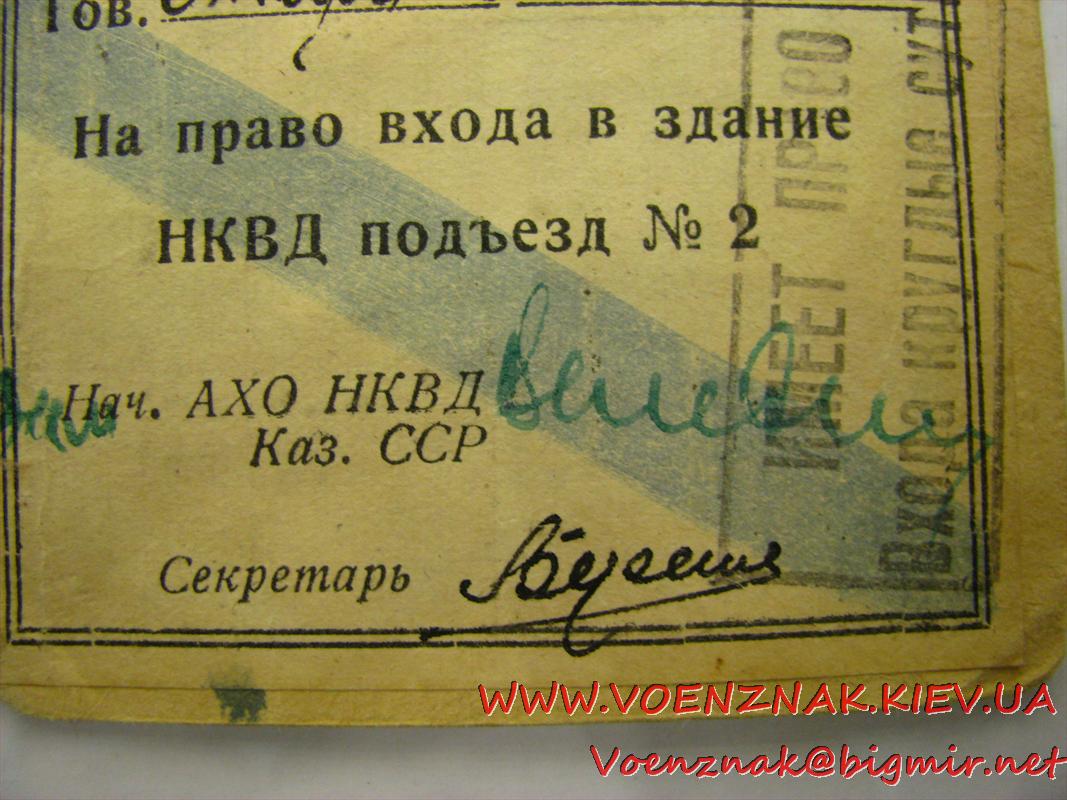 Тов.
На право входа в здание
НКВД подъезд № 2
Нач. АХО НКВД
Каз. ССР
Секретарь
ИМЕЕТ ПРАВО
Входа круглые сут
WWW.VOENZNAK.KIEV.UA
Voenznak@bigmir.net